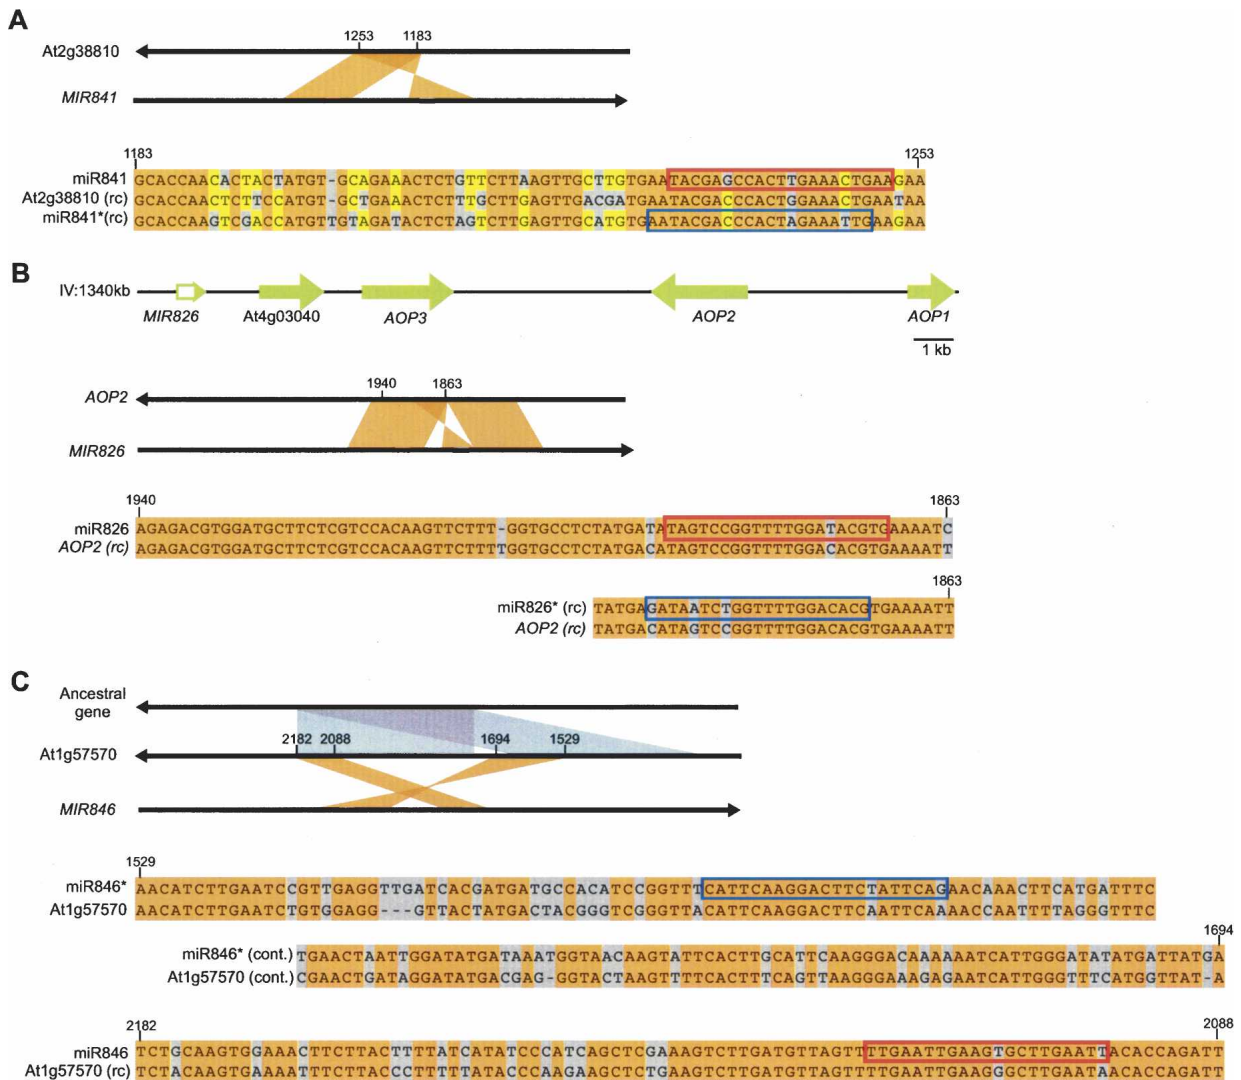 A
1253 1183
At2g38810
MIR841
1183 1253
miR841 GCACCAACACTACTATGT-GCAGAAACTCTGTTCTTAAGTTGCTTGTGAATACGAGCCACTTGAAACTGAAGAA
At2g38810 (rc) GCACCAACTCTTCCATGT-GCTGAAACTCTTTGCTTGAGTTGACGATGAATACGACCCACTGGAAACTGAATAA
miR841*(rc) GCACCAAGTCGACCATGTTGTAGATACTCTAGTCTTGAGTTGCATGTGAATACGACCCACTAGAAATTGAAGAA
B
IV:1340kb
MIR826 At4g03040 AOP3 AOP2 AOP1
1 kb
1940 1863
AOP2
MIR826
1940 1863
miR826 AGAGACGTGGATGCTTCTCGTCCACAAGTTCTTT-GGTGCCTCTATGATATAGTCCGGTTTTGGATACGTGAAAATC
AOP2 (rc) AGAGACGTGGATGCTTCTCGTCCACAAGTTCTTTTGGTGCCTCTATGACATAGTCCGGTTTTGGACACGTGAAAATT
1863
miR826* (rc) TATGAGATAATCTGGTTTTGGACACGTGAAAATT
AOP2 (rc) TATGACATAGTCCGGTTTTGGACACGTGAAAATT
C
Ancestral
gene
2182 2088 1694 1529
At1g57570
MIR846
1529
miR846* AACATCTTGAATCCGTTGAGGTTGATCACGATGATGCCACATCCGGTTTCATTCAAGGACTTCTATTCAGAACAAACTTCATGATTTC
At1g57570 AACATCTTGAATCTGTGGAGG---GTTACTATGACTACGGGTCGGGTTACATTCAAGGACTTCAATTCAAAACCAATTTTAGGGTTTC
1694
miR846* (cont.) TGAACTAATTGGATATGATAAATGGTAACAAGTATTCACTTGCATTCAAGGGACAAAAAATCATTGGGATATATGATTATGA
At1g57570 (cont.) CGAACTGATAGGATATGACGAG-GGTACTAAGTTTTCACTTTCAGTTAAGGGAAAGAGAATCATTGGGTTTCATGGTTAT-A
2182 2088
miR846 TCTGCAAGTGGAAACTTCTTACTTTTATCATATCCCATCAGCTCGAAAGTCTTGATGTTAGTTTTGAATTGAAGTGCTTGAATTACACCAGATT
At1g57570 (rc) TCTACAAGTGAAAATTTCTTACCCTTTTTATACCCAAGAAGCTCTGAAGTCTTGATGTTAGTTTTGAATTGAAGGGCTTGAATAACACCAGATT